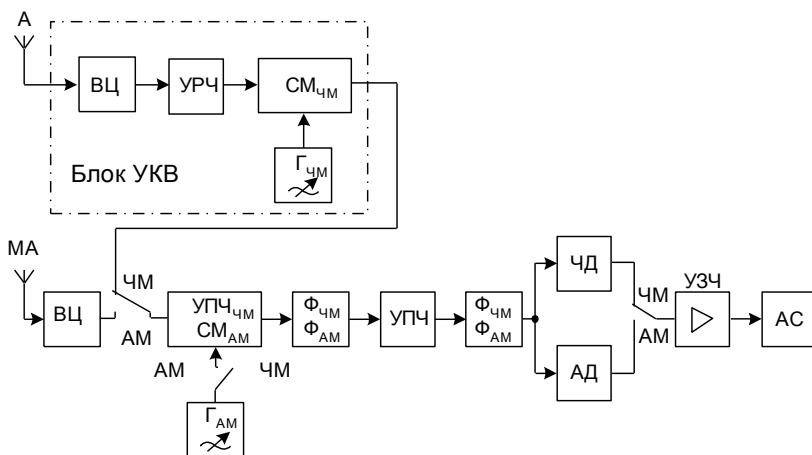 А
ВЦ
УРЧ
СМЧМ
ГЧМ
Блок УКВ
МА
ВЦ
ЧМ
АМ
УПЧЧМ
СМАМ
АМ
ЧМ
ГАМ
ФЧМ
ФАМ
УПЧ
ФЧМ
ФАМ
ЧД
АД
ЧМ
АМ
УЗЧ
АС